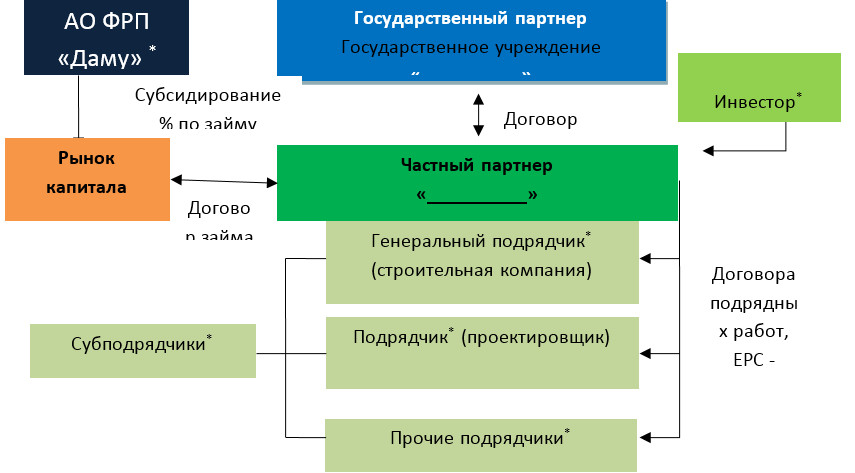 АО ФРП
«Даму» *
Государственный партнер
Государственное учреждение
«__________»
Субсидирование
% по займу
Договор
Инвестор*
Рынок
капитала
Частный партнер
«__________»
Догово
р займа
Генеральный подрядчик*
(строительная компания)
Договора
подрядны
х работ,
EPC -
Субподрядчики*
Подрядчик* (проектировщик)
Прочие подрядчики*